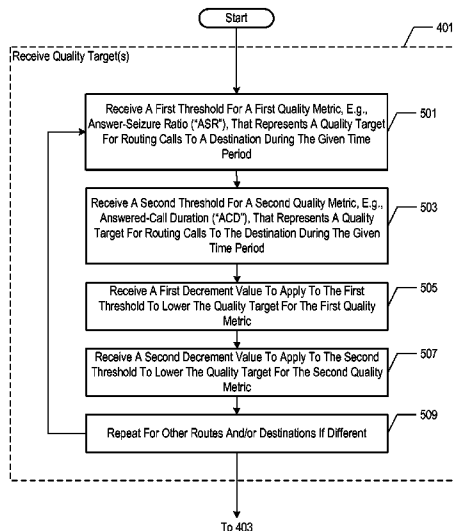 Start
401
Receive Quality Target(s)
Receive A First Threshold For A First Quality Metric, E.g.,
Answer-Seizure Ratio ("ASR"), That Represents A Quality Target
For Routing Calls To A Destination During The Given Time
Period
501
Receive A Second Threshold For A Second Quality Metric, E.g.,
Answered-Call Duration ("ACD"), That Represents A Quality
Target For Routing Calls To The Destination During The Given
Time Period
503
Receive A First Decrement Value To Apply To The First
Threshold To Lower The Quality Target For The First Quality
Metric
505
Receive A Second Decrement Value To Apply To The Second
Threshold To Lower The Quality Target For The Second Quality
Metric
507
Repeat For Other Routes And/or Destinations If Different
509
To 403